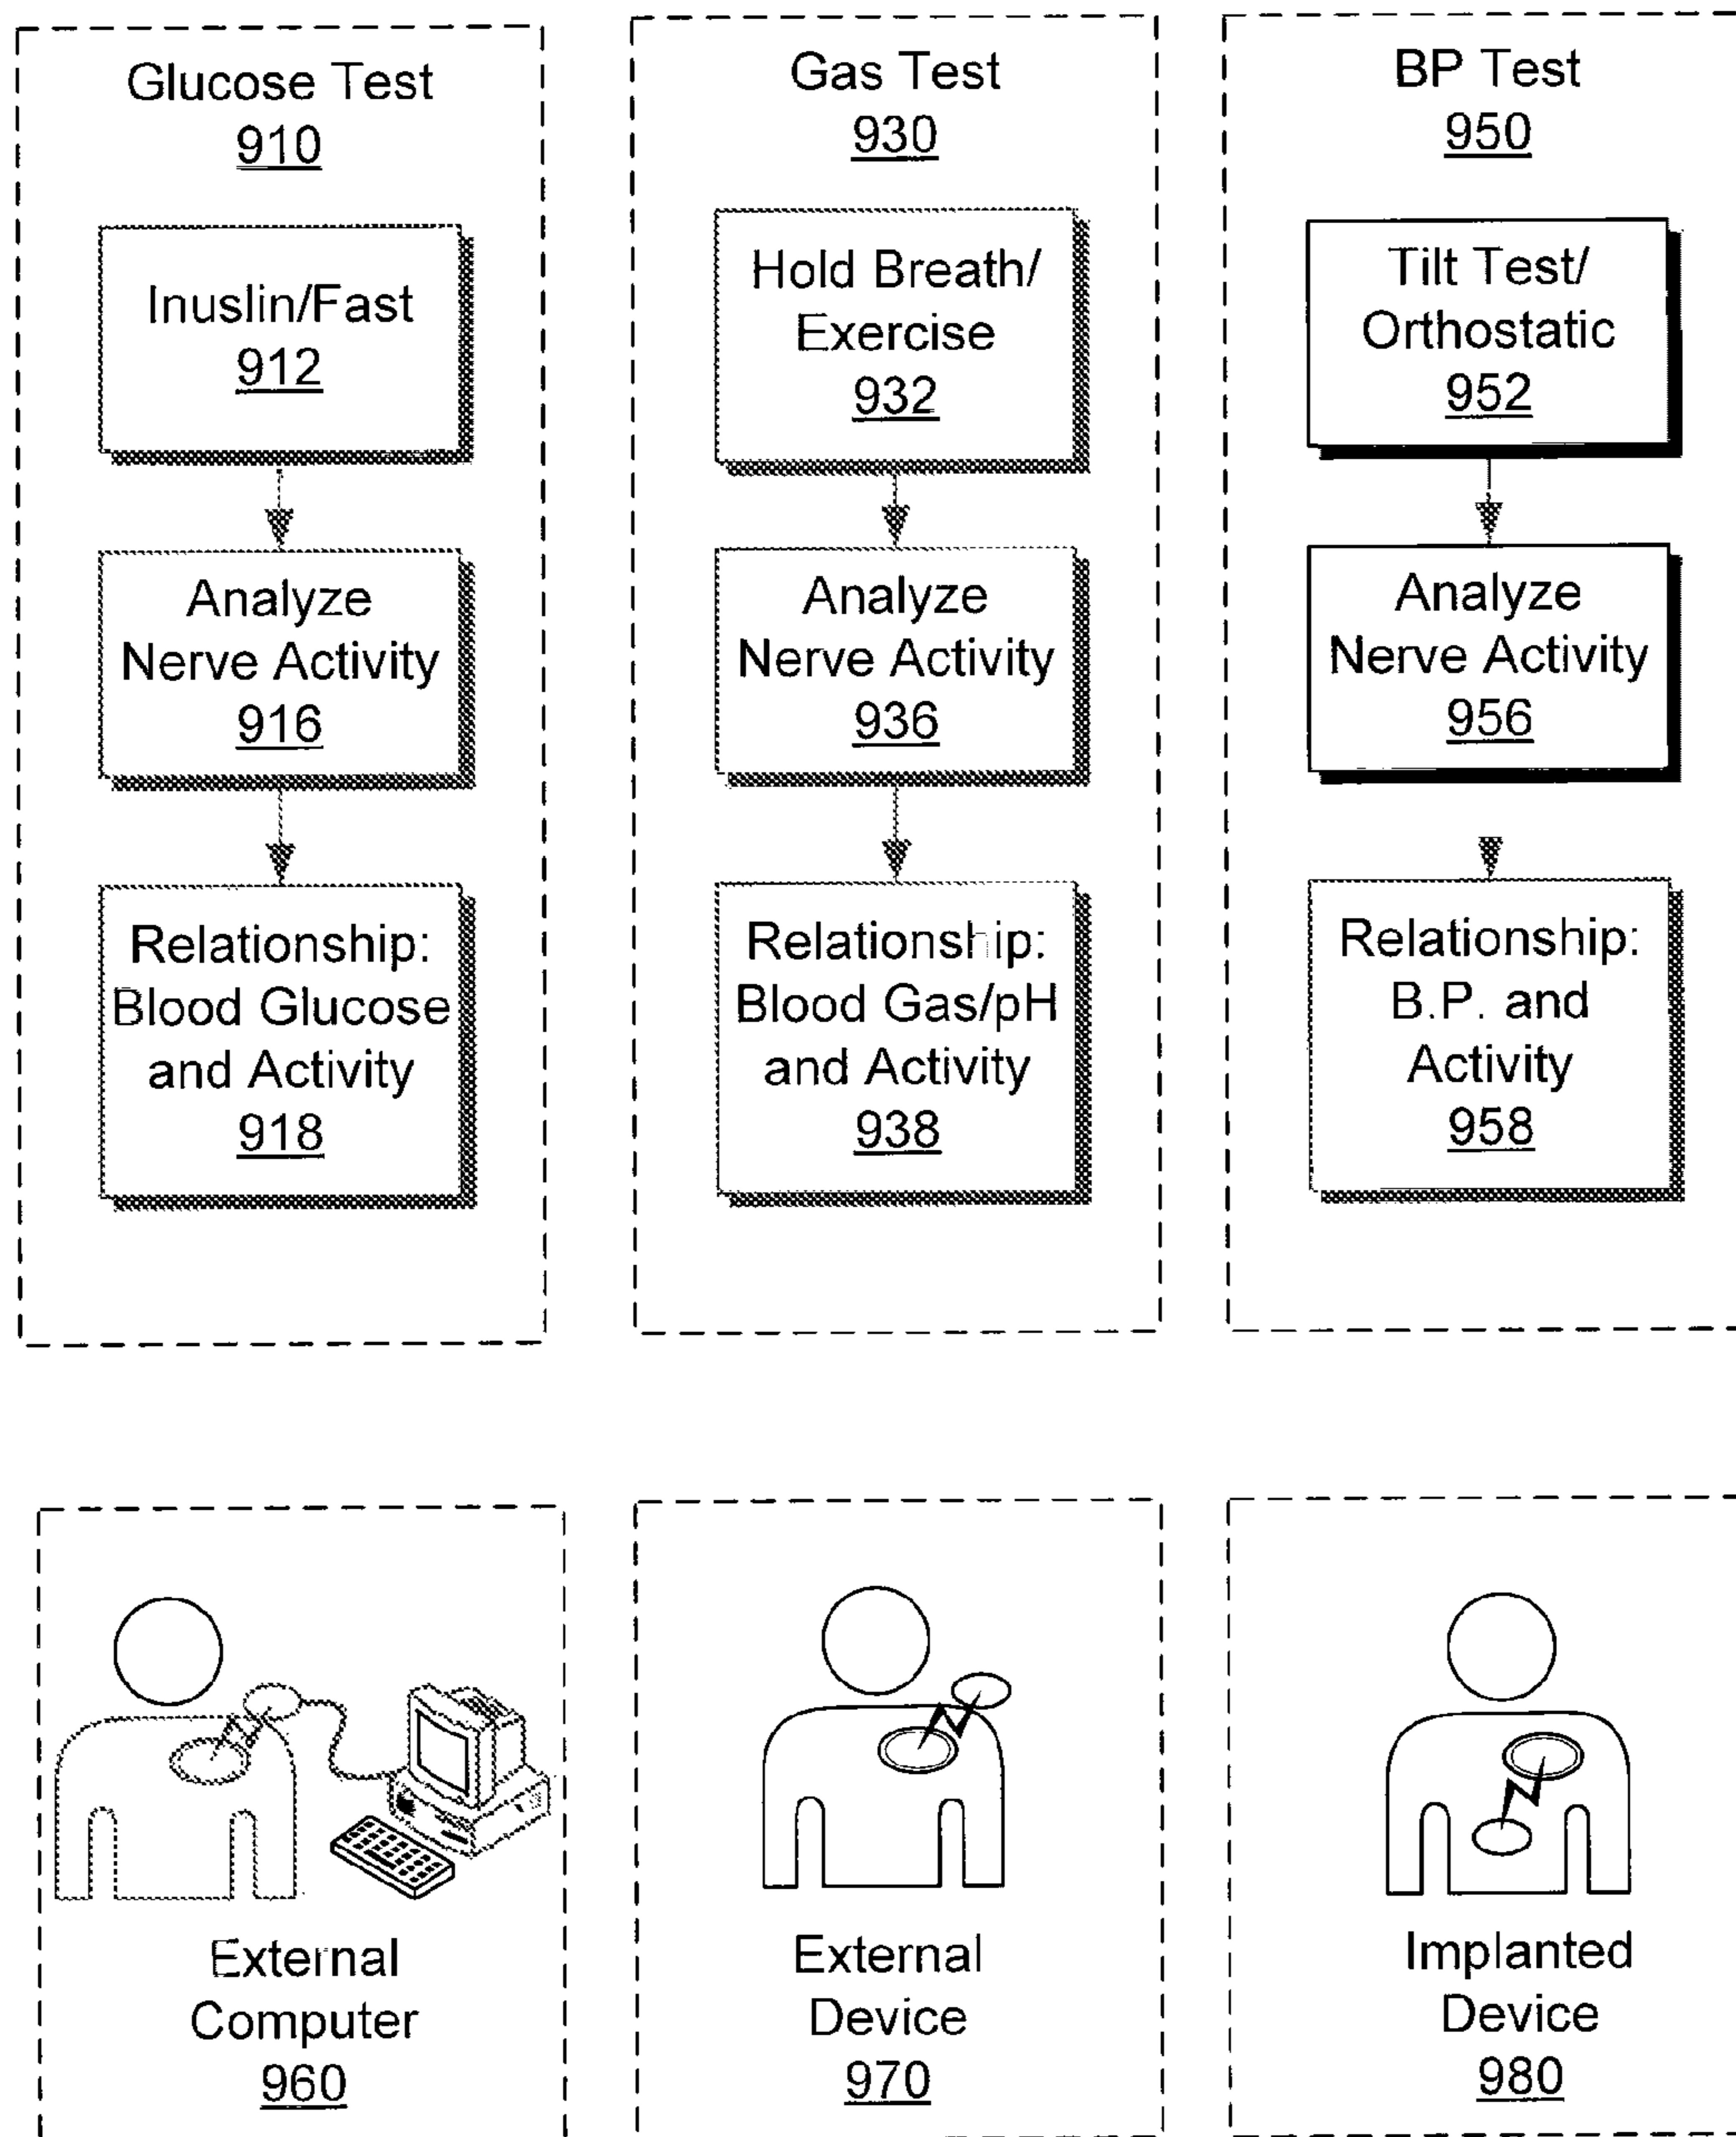 Glucose Test
910
Inuslin/Fast
912
Analyze
Nerve Activity
916
Relationship:
Blood Glucose
and Activity
918
Gas Test
930
Hold Breath/
Exercise
932
Analyze
Nerve Activity
936
Relationship:
Blood Gas/pH
and Activity
938
BP Test
950
Tilt Test/
Orthostatic
952
Analyze
Nerve Activity
956
Relationship:
B.P. and
Activity
958
External
Computer
960
External
Device
970
Implanted
Device
980